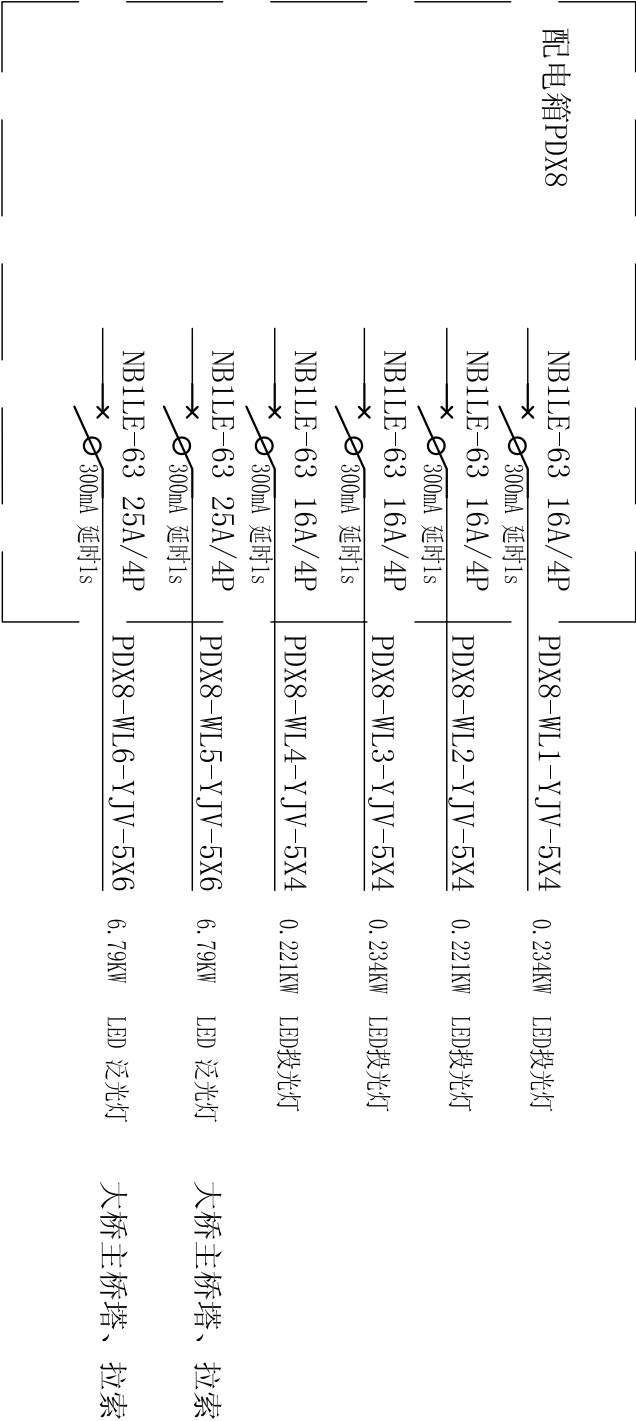 配电箱PDX8
NB1LE-63 16A/4P
300mA 延时1s
PDX8-WL1-YJV-5X4
0.234KW LED投光灯
NB1LE-63 16A/4P
300mA 延时1s
PDX8-WL2-YJV-5X4
0.221KW LED投光灯
NB1LE-63 16A/4P
300mA 延时1s
PDX8-WL3-YJV-5X4
0.234KW LED投光灯
NB1LE-63 16A/4P
300mA 延时1s
PDX8-WL4-YJV-5X4
0.221KW LED投光灯
NB1LE-63 25A/4P
300mA 延时1s
PDX8-WL5-YJV-5X6
6.79KW LED 泛光灯 大桥主桥塔、拉索
NB1LE-63 25A/4P
300mA 延时1s
PDX8-WL6-YJV-5X6
6.79KW LED 泛光灯 大桥主桥塔、拉索